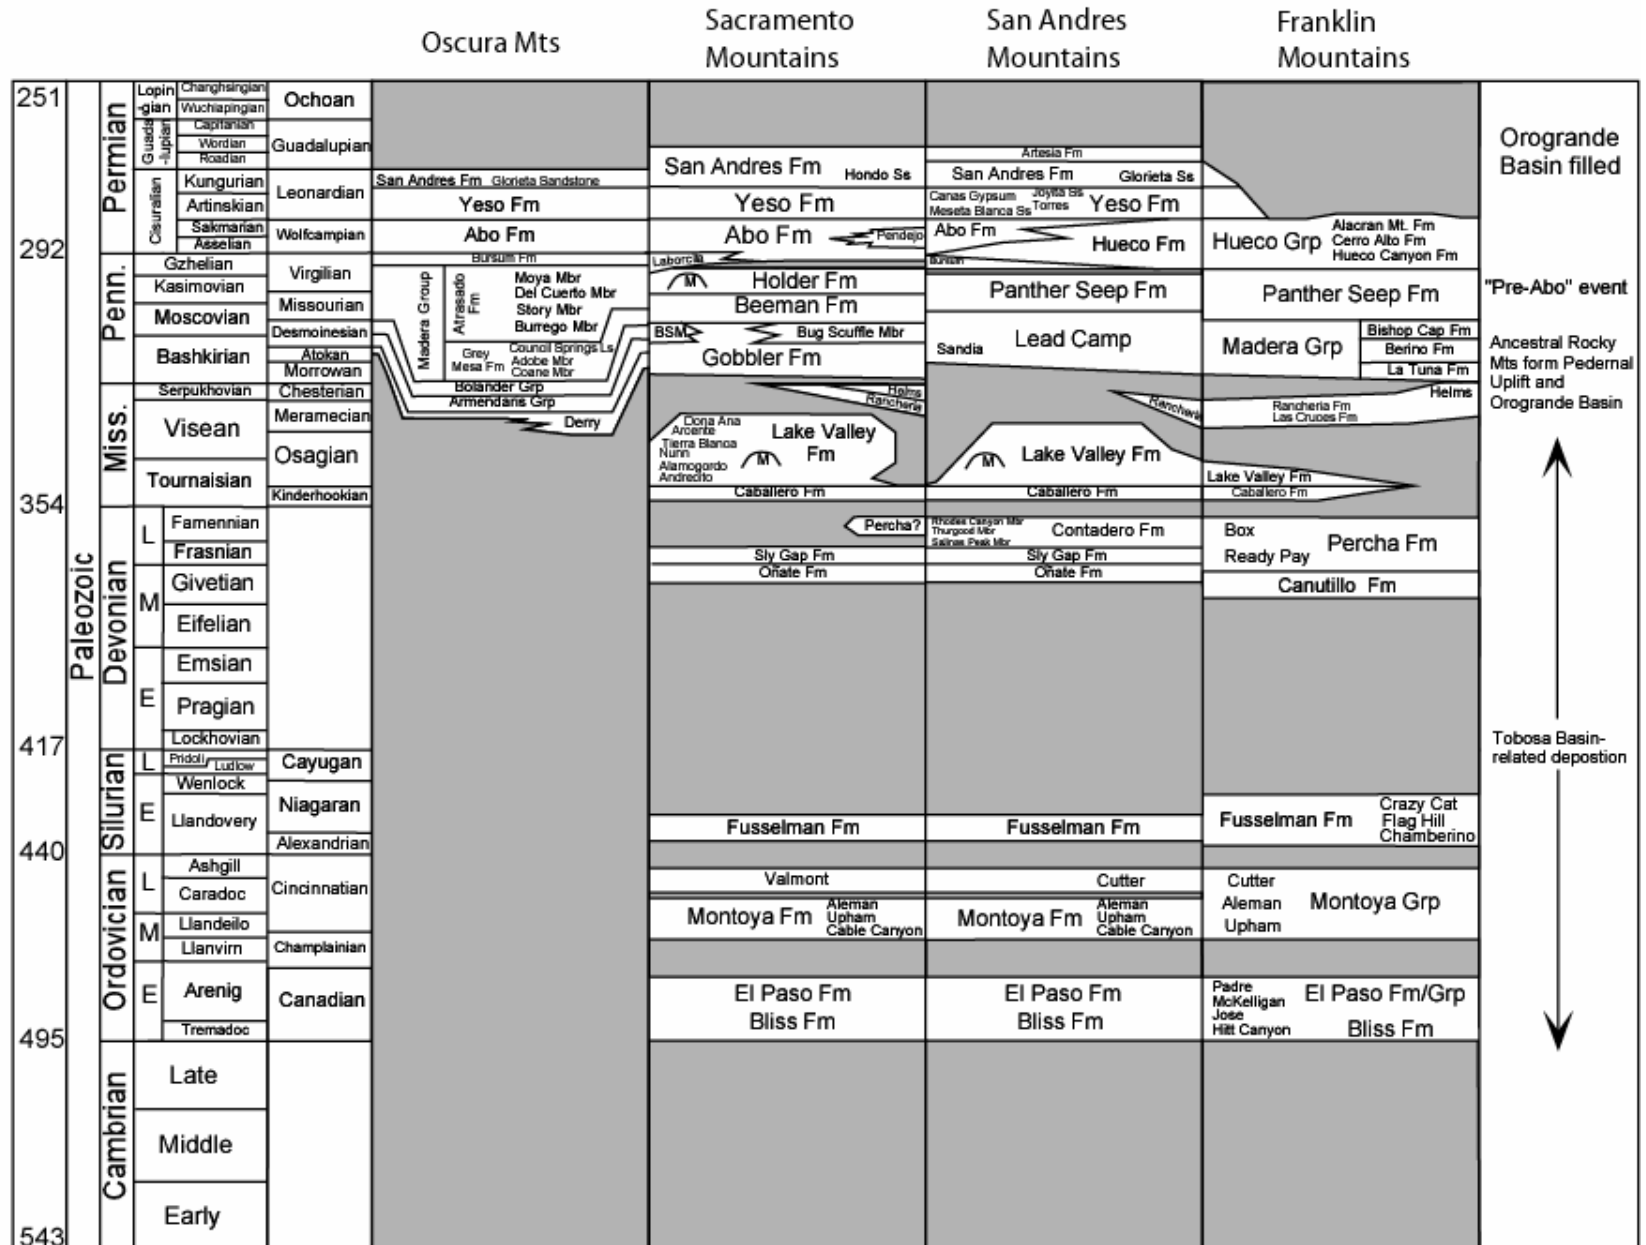 Oscura Mts
Sacramento
Mountains
San Andres
Mountains
Franklin
Mountains
251
292
354
417
440
495
543
Paleozoic
Permian
Penn.
Miss.
Devonian
Silurian
Ordovician
Cambrian
Lopin
-gian
Guada
-lupian
Cisuralian
L
M
E
L
E
L
M
E
Changhsingian
Wuchiapingian
Capitanian
Wordian
Roadian
Kungurian
Artinskian
Sakmarian
Asselian
Gzhelian
Kasimovian
Moscovian
Bashkirian
Serpukhovian
Visean
Tournaisian
Famennian
Frasnian
Givetian
Eifelian
Emsian
Pragian
Lockhovian
Pridoli
Ludlow
Wenlock
Llandovery
Ashgill
Caradoc
Llandeilo
Llanvirn
Arenig
Tremadoc
Late
Middle
Early
Ochoan
Guadalupian
Leonardian
Wolfcampian
Virgilian
Missourian
Desmoinesian
Atokan
Morrowan
Chesterian
Meramecian
Osagian
Kinderhookian
Cayugan
Niagaran
Alexandrian
Cincinnatian
Champlainian
Canadian
San Andres Fm Glorieta Sandstone
Yeso Fm
Abo Fm
Bursum Fm
Madera Group
Atrasado
Fm
Moya Mbr
Del Cuerto Mbr
Story Mbr
Burrego Mbr
Grey
Mesa Fm
Council Springs Ls
Adobe Mbr
Coane Mbr
Bolander Grp
Armendaris Grp
Derry
San Andres Fm
Hondo Ss
Yeso Fm
Abo Fm
Pendejo
Laborcita
M
Holder Fm
Beeman Fm
BSM
Bug Scuffle Mbr
Gobbler Fm
Helms
Rancheria
Dona Ana
Arcente
Tierra Blanca
Nunn
Alamogordo
Andrecito
M
Lake Valley
Fm
Caballero Fm
Percha?
Sly Gap Fm
Oñate Fm
Fusselman Fm
Valmont
Montoya Fm
Aleman
Upham
Cable Canyon
El Paso Fm
Bliss Fm
Artesia Fm
San Andres Fm
Glorieta Ss
Canas Gypsum
Meseta Blanca Ss
Joyita Ss
Torres
Yeso Fm
Abo Fm
Hueco Fm
Bursum
Panther Seep Fm
Sandia
Lead Camp
Rancheria
M
Lake Valley Fm
Caballero Fm
Rhodes Canyon Mbr
Thurgood Mbr
Salinas Peak Mbr
Contadero Fm
Sly Gap Fm
Oñate Fm
Fusselman Fm
Cutter
Montoya Fm
Aleman
Upham
Cable Canyon
El Paso Fm
Bliss Fm
Hueco Grp
Alacran Mt. Fm
Cerro Alto Fm
Hueco Canyon Fm
Panther Seep Fm
Madera Grp
Bishop Cap Fm
Berino Fm
La Tuna Fm
Helms
Rancheria Fm
Las Cruces Fm
Lake Valley Fm
Caballero Fm
Box
Ready Pay
Percha Fm
Canutillo Fm
Fusselman Fm
Crazy Cat
Flag Hill
Chamberino
Cutter
Aleman
Upham
Montoya Grp
Padre
McKelligan
Jose
Hitt Canyon
El Paso Fm/Grp
Bliss Fm
Orogrande
Basin filled
"Pre-Abo" event
Ancestral Rocky
Mts form Pedernal
Uplift and
Orogrande Basin
Tobosa Basin-
related depostion